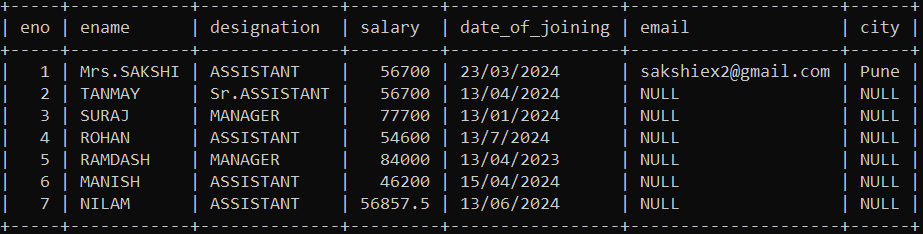 +-----+------------+--------------+---------+-----------------+---------------------+------+
| eno | ename | designation | salary | date_of_joining | email | city |
+-----+------------+--------------+---------+-----------------+---------------------+------+
| 1 | Mrs.SAKSHI | ASSISTANT | 56700 | 23/03/2024 | sakshiex2@gmail.com | Pune |
| 2 | TANMAY | Sr.ASSISTANT | 56700 | 13/04/2024 | NULL | NULL |
| 3 | SURAJ | MANAGER | 77700 | 13/01/2024 | NULL | NULL |
| 4 | ROHAN | ASSISTANT | 54600 | 13/7/2024 | NULL | NULL |
| 5 | RAMDASH | MANAGER | 84000 | 13/04/2023 | NULL | NULL |
| 6 | MANISH | ASSISTANT | 46200 | 15/04/2024 | NULL | NULL |
| 7 | NILAM | ASSISTANT | 56857.5 | 13/06/2024 | NULL | NULL |
+-----+------------+--------------+---------+-----------------+---------------------+------+